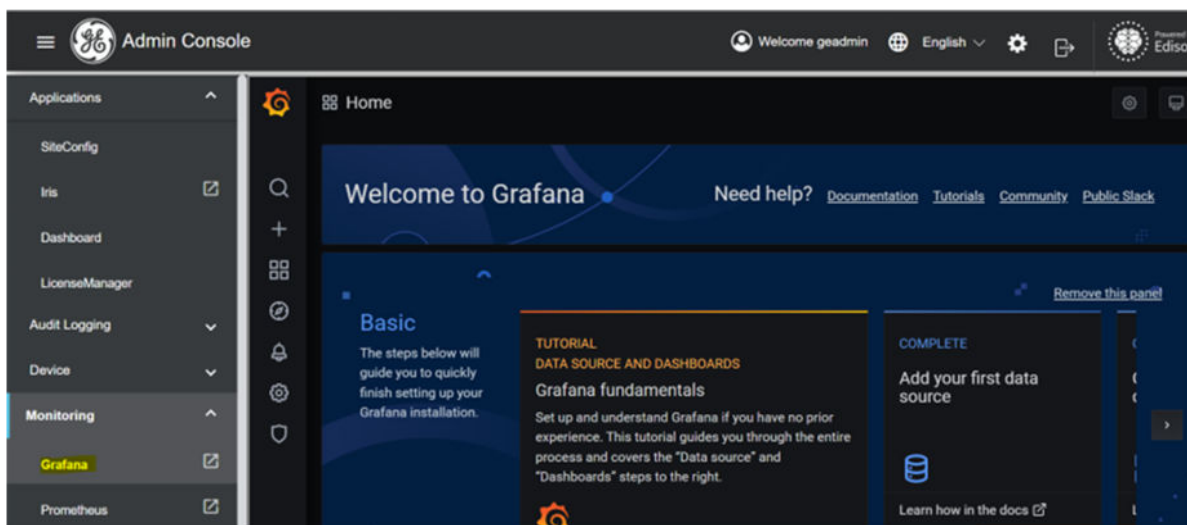 Admin Console
Welcome geadmin
English
Powered
Applications
SiteConfig
Iris
Dashboard
LicenseManager
Audit Logging
Device
Monitoring
Grafana
Prometheus
Home
Welcome to Grafana
Need help? Documentation Tutorials Community Public Slack
Remove this panel
Basic
The steps below will
guide you to quickly
finish setting up your
Grafana installation.
TUTORIAL
DATA SOURCE AND DASHBOARDS
Grafana fundamentals
Set up and understand Grafana if you have no prior
experience. This tutorial guides you through the entire
process and covers the “Data source” and
“Dashboards” steps to the right.
COMPLETE
Add your first data
source
Learn how in the docs